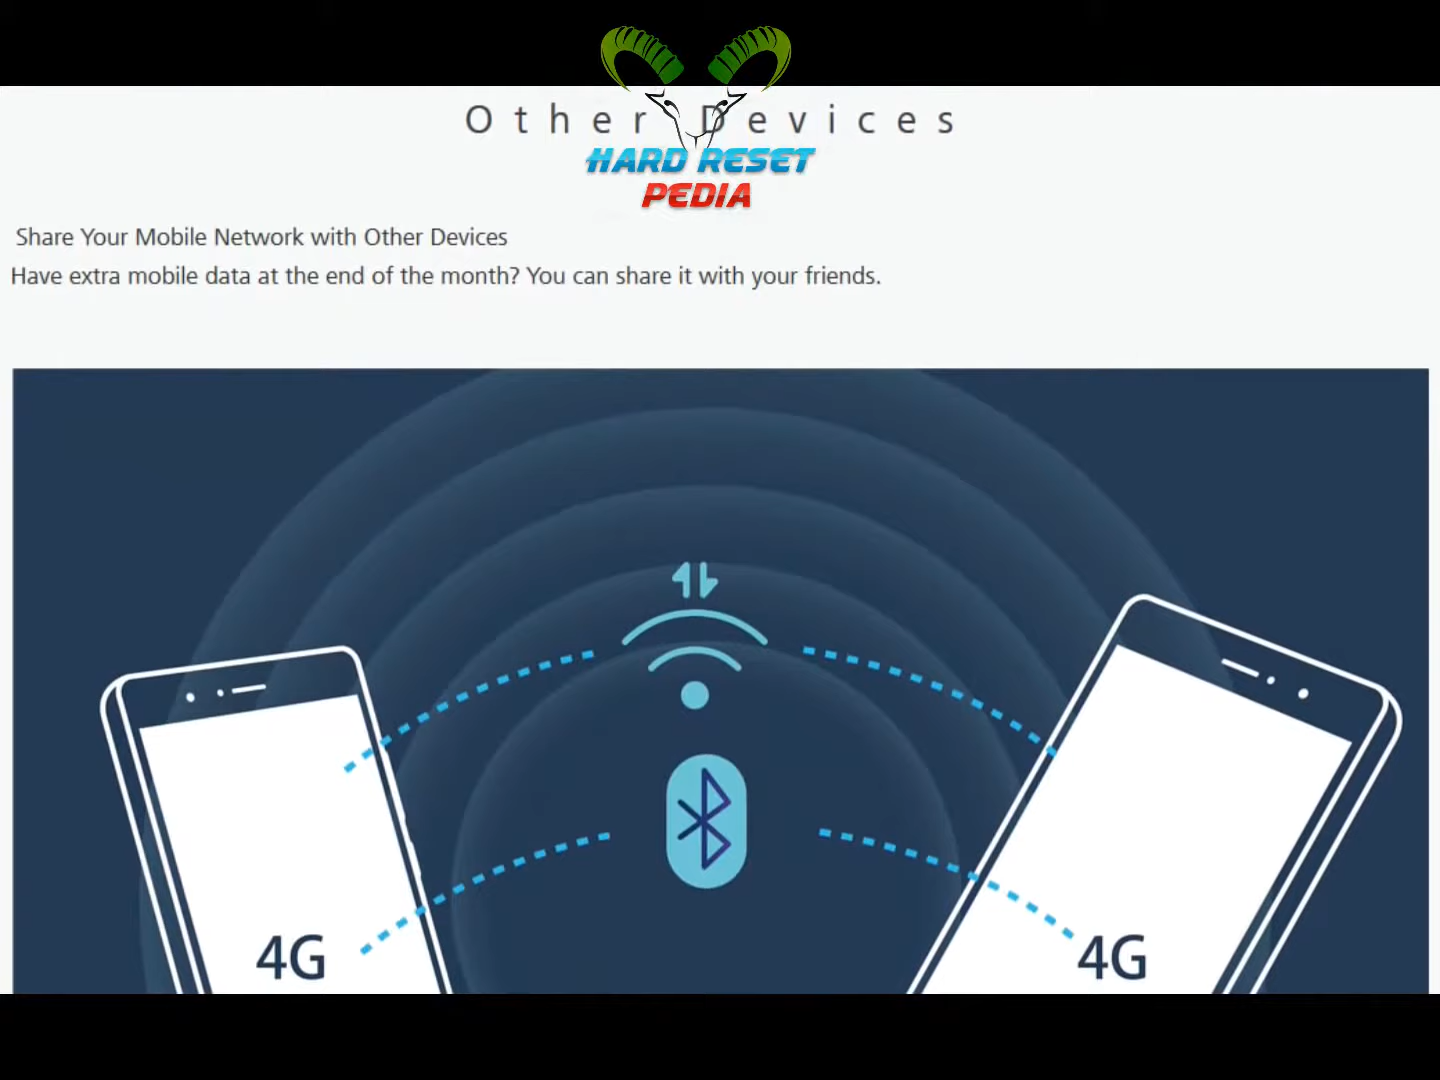 Other Devices
HARD RESET
PEDIA
Share Your Mobile Network with Other Devices
Have extra mobile data at the end of the month? You can share it with your friends.
4G
4G